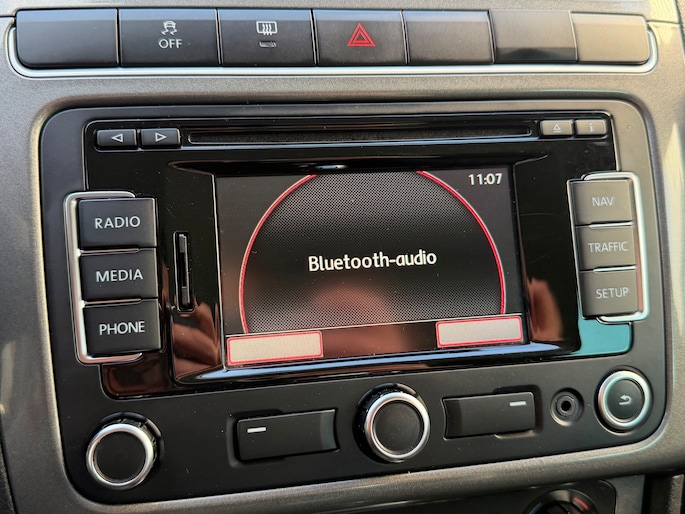 OFF
11:07
RADIO
NAV
Bluetooth-audio
TRAFFIC
MEDIA
SETUP
PHONE
i